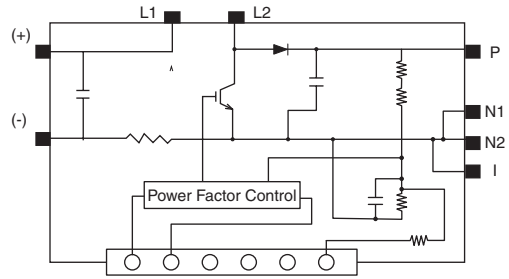 L1 L2
(+)
P
N1
(-)
N2
I
Power Factor Control